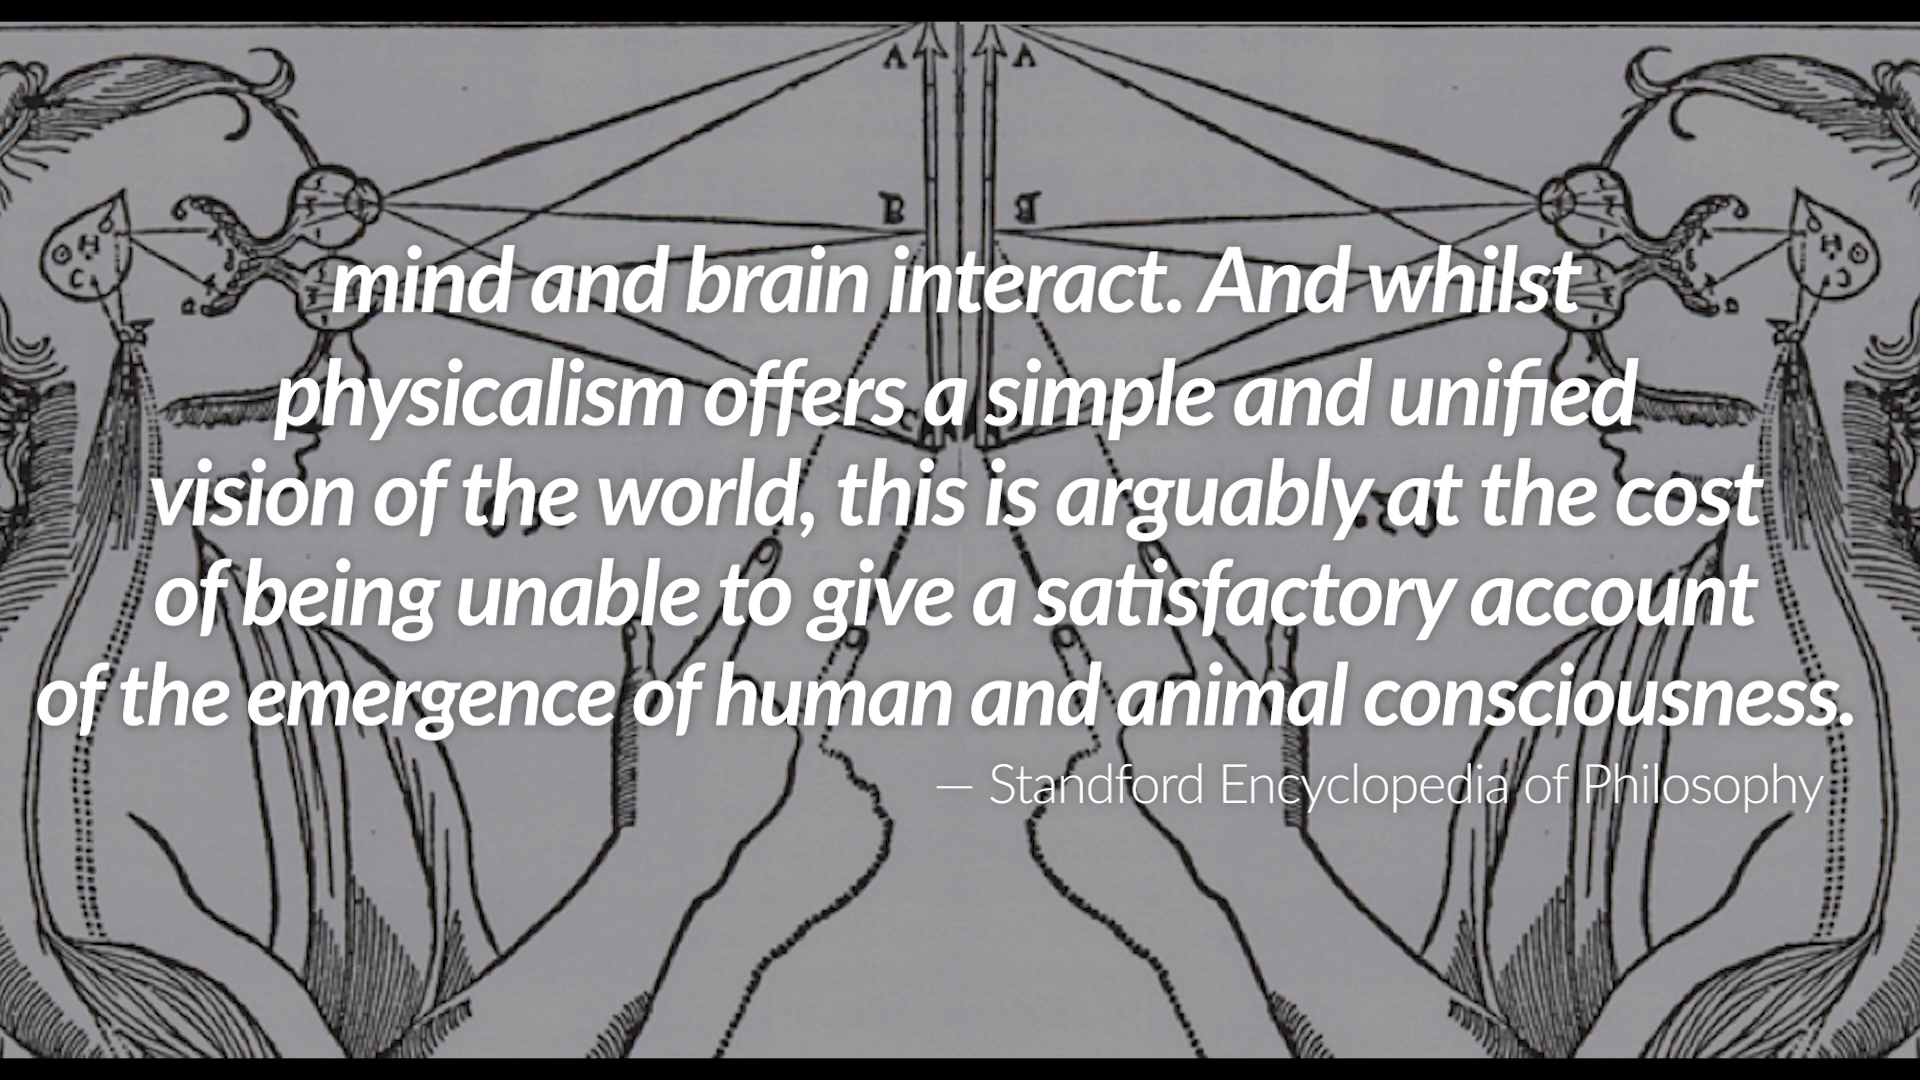 A A
B B
mind and brain interact. And whilst
physicalism offers a simple and unified
vision of the world, this is arguably at the cost
of being unable to give a satisfactory account
of the emergence of human and animal consciousness.
— Standford Encyclopedia of Philosophy